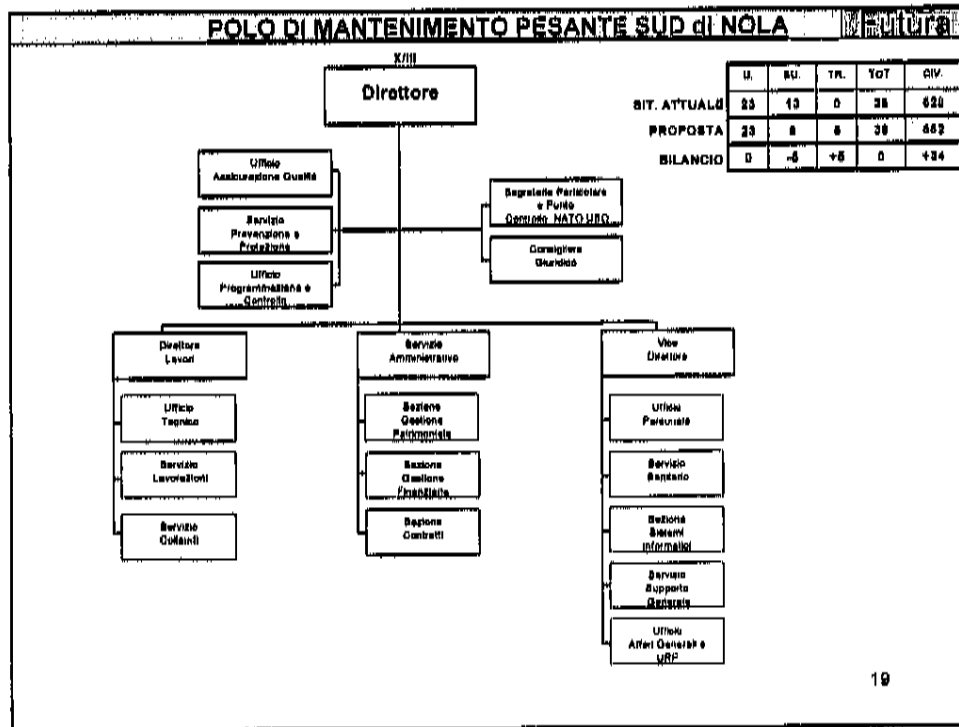 POLO DI MANTENIMENTO PESANTE SUD di NOLA
Futura
X/III
Direttore
U. SU. TR. TOT CIV.
SIT. ATTUALE 23 13 0 36
PROPOSTA 23
BILANCIO 0 -5 +5 0 +34
Ufficio
Assicurazione Qualità
Servizio
Prevenzione e
Protezione
Ufficio
Programmazione e
Controllo
Segreteria Particolare
e Punto
Controllo NATO UEO
Consigliere
Giuridico
Direttore
Lavori
Ufficio
Tecnico
Servizio
Lavorazioni
Servizio
Collaudi
Servizio
Amministrativo
Sezione
Gestione
Patrimoniale
Sezione
Gestione
Finanziaria
Sezione
Contratti
Vice
Direttore
Ufficio
Personale
Servizio
Sanitario
Sezione
Sistemi
Informatici
Servizio
Supporto
Generale
Ufficio
Affari Generali e
URP
19